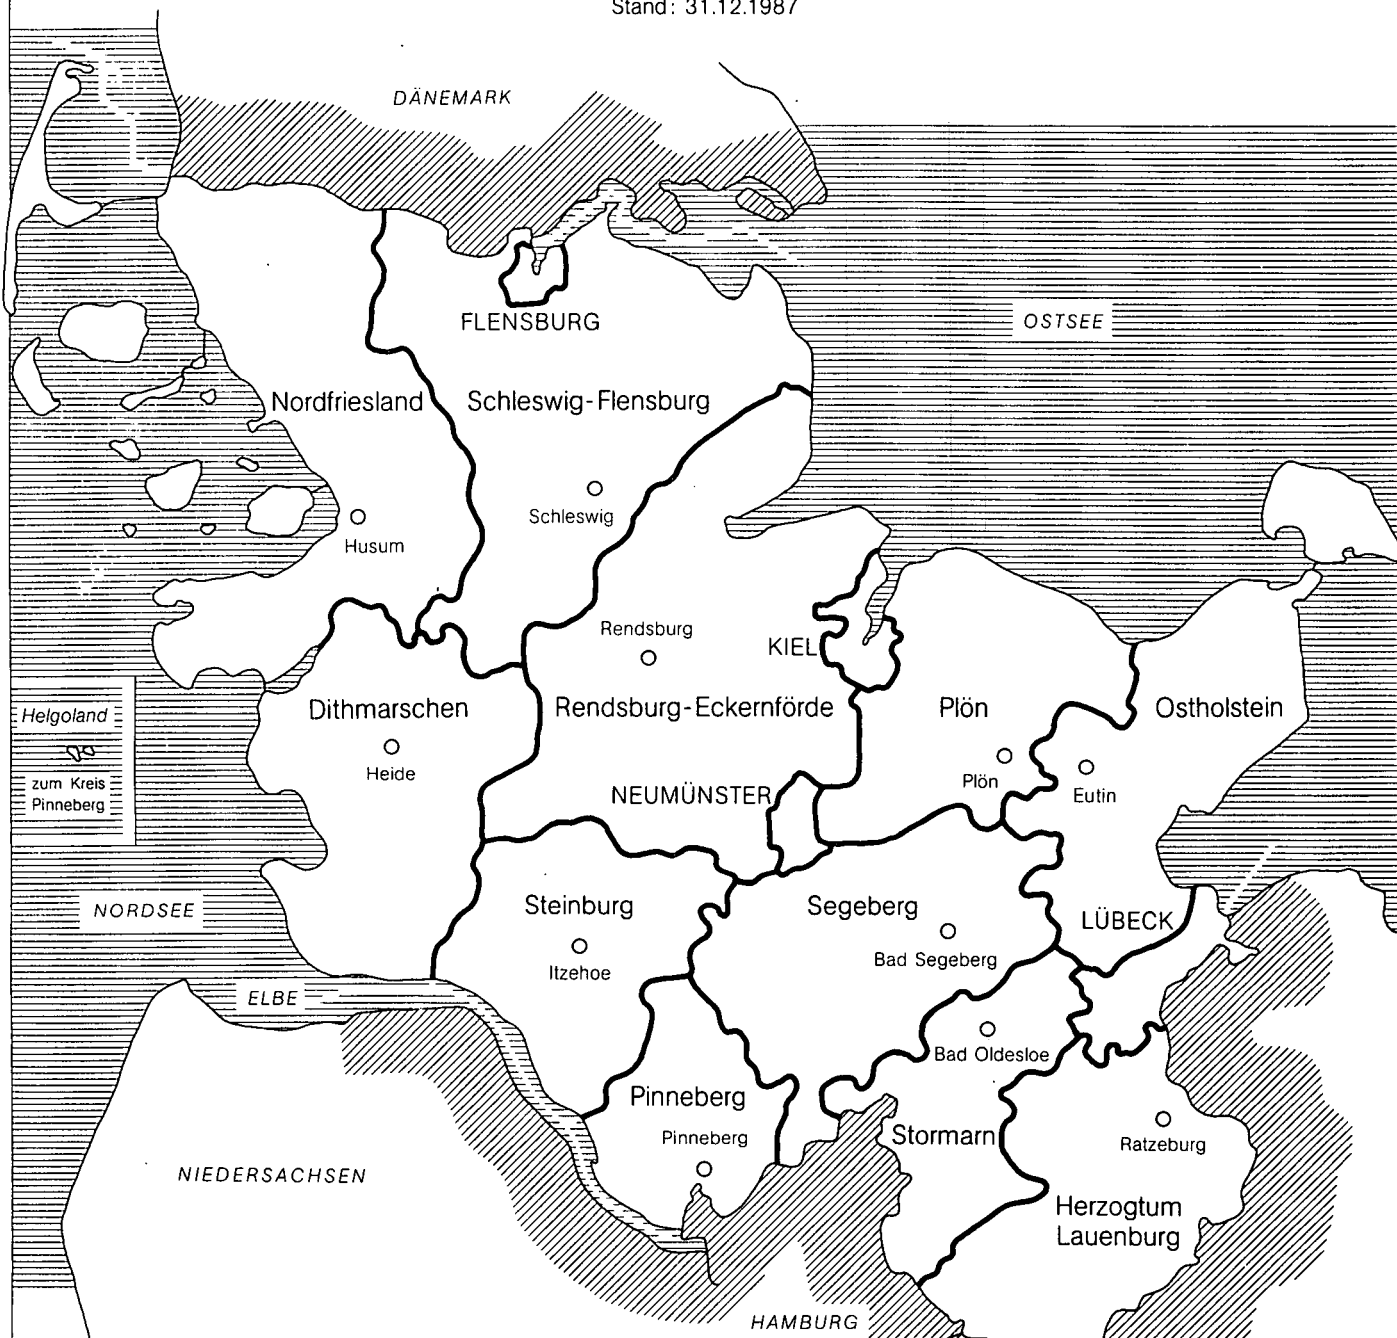 Stand: 31.12.1987
DÄNEMARK
FLENSBURG
OSTSEE
Nordfriesland
Schleswig-Flensburg
Schleswig
Husum
Rendsburg
KIEL
Helgoland
Dithmarschen
Rendsburg-Eckernförde
Plön
Ostholstein
Heide
zum Kreis
Pinneberg
NEUMÜNSTER
Plön
Eutin
NORDSEE
Steinburg
Segeberg
LÜBECK
Itzehoe
Bad Segeberg
ELBE
Bad Oldesloe
Pinneberg
Pinneberg
Stormarn
Ratzeburg
NIEDERSACHSEN
Herzogtum
Lauenburg
HAMBURG